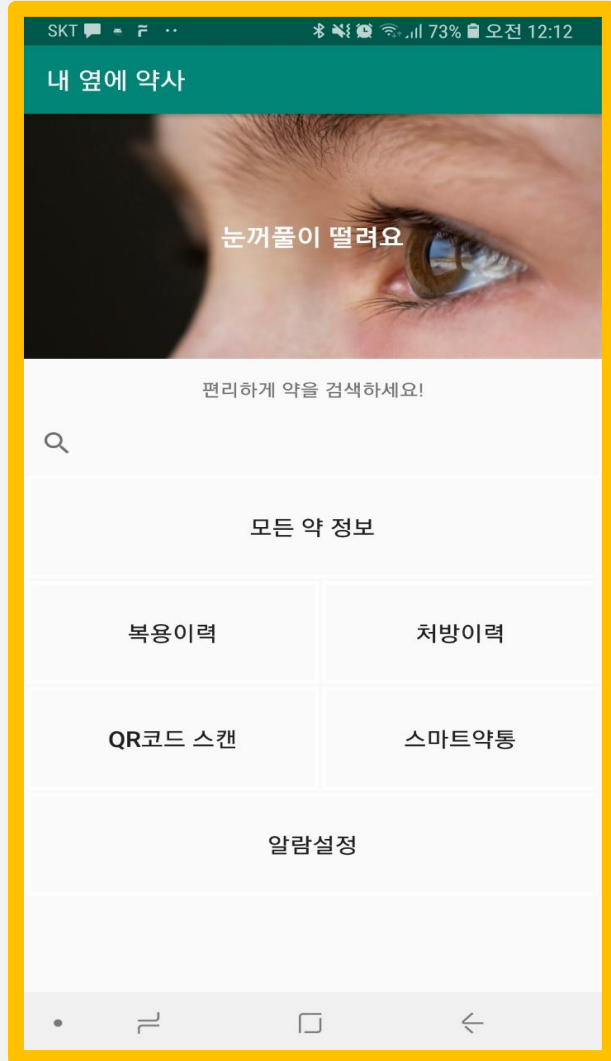 SKT 73% 오전 12:12
내 옆에 약사
눈꺼풀이 떨려요
편리하게 약을 검색하세요!
모든 약 정보
복용이력 처방이력
QR코드 스캔 스마트약통
알람설정